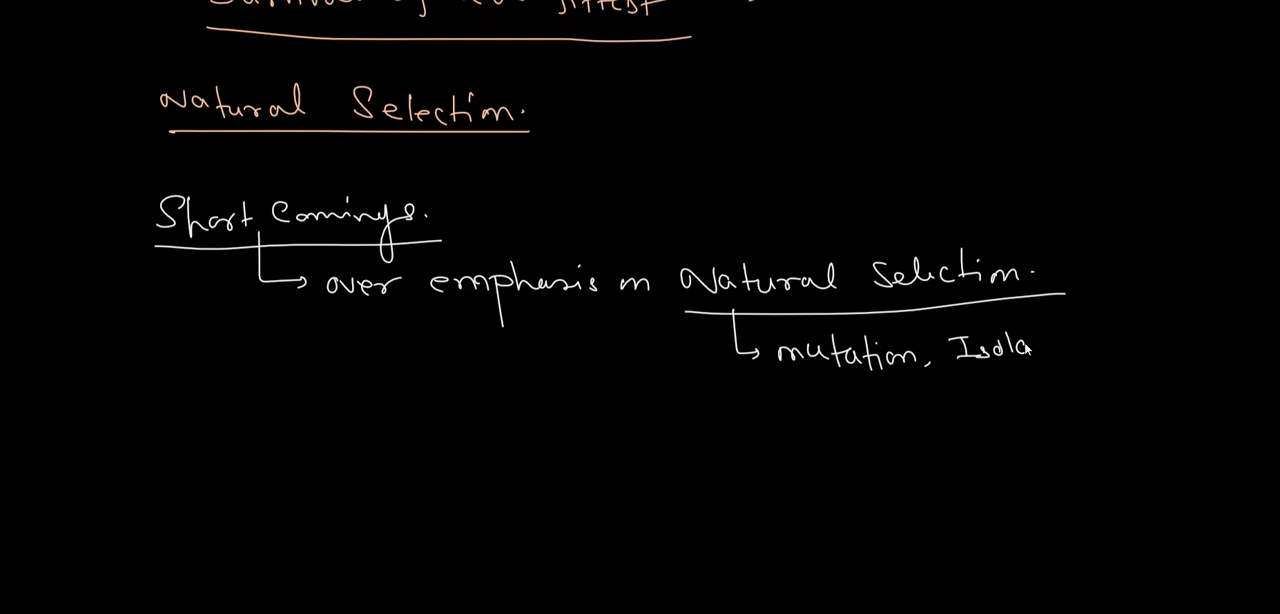 Natural Selection.
Short Comings.
over emphasis on Natural Selection.
mutation, Isola